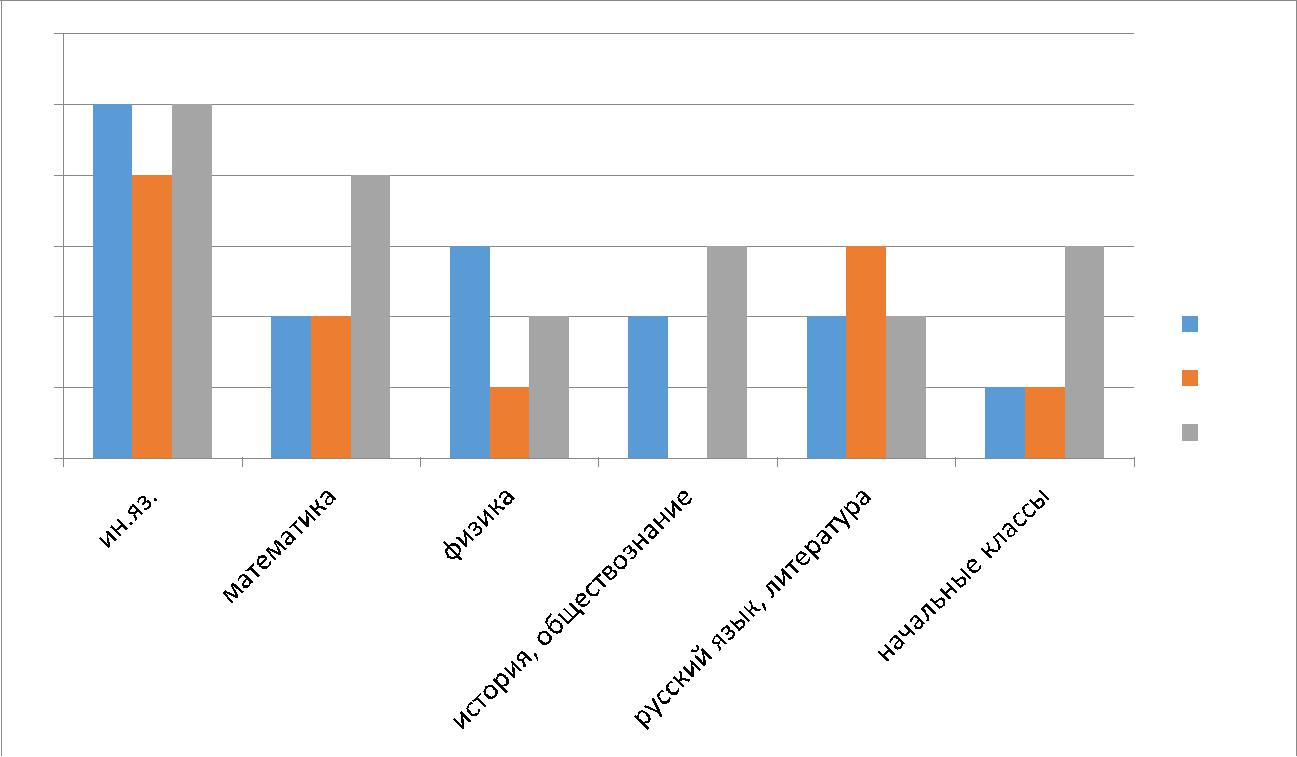 ин.яз.
математика
физика
история, обществознание
русский язык, литература
начальные классы